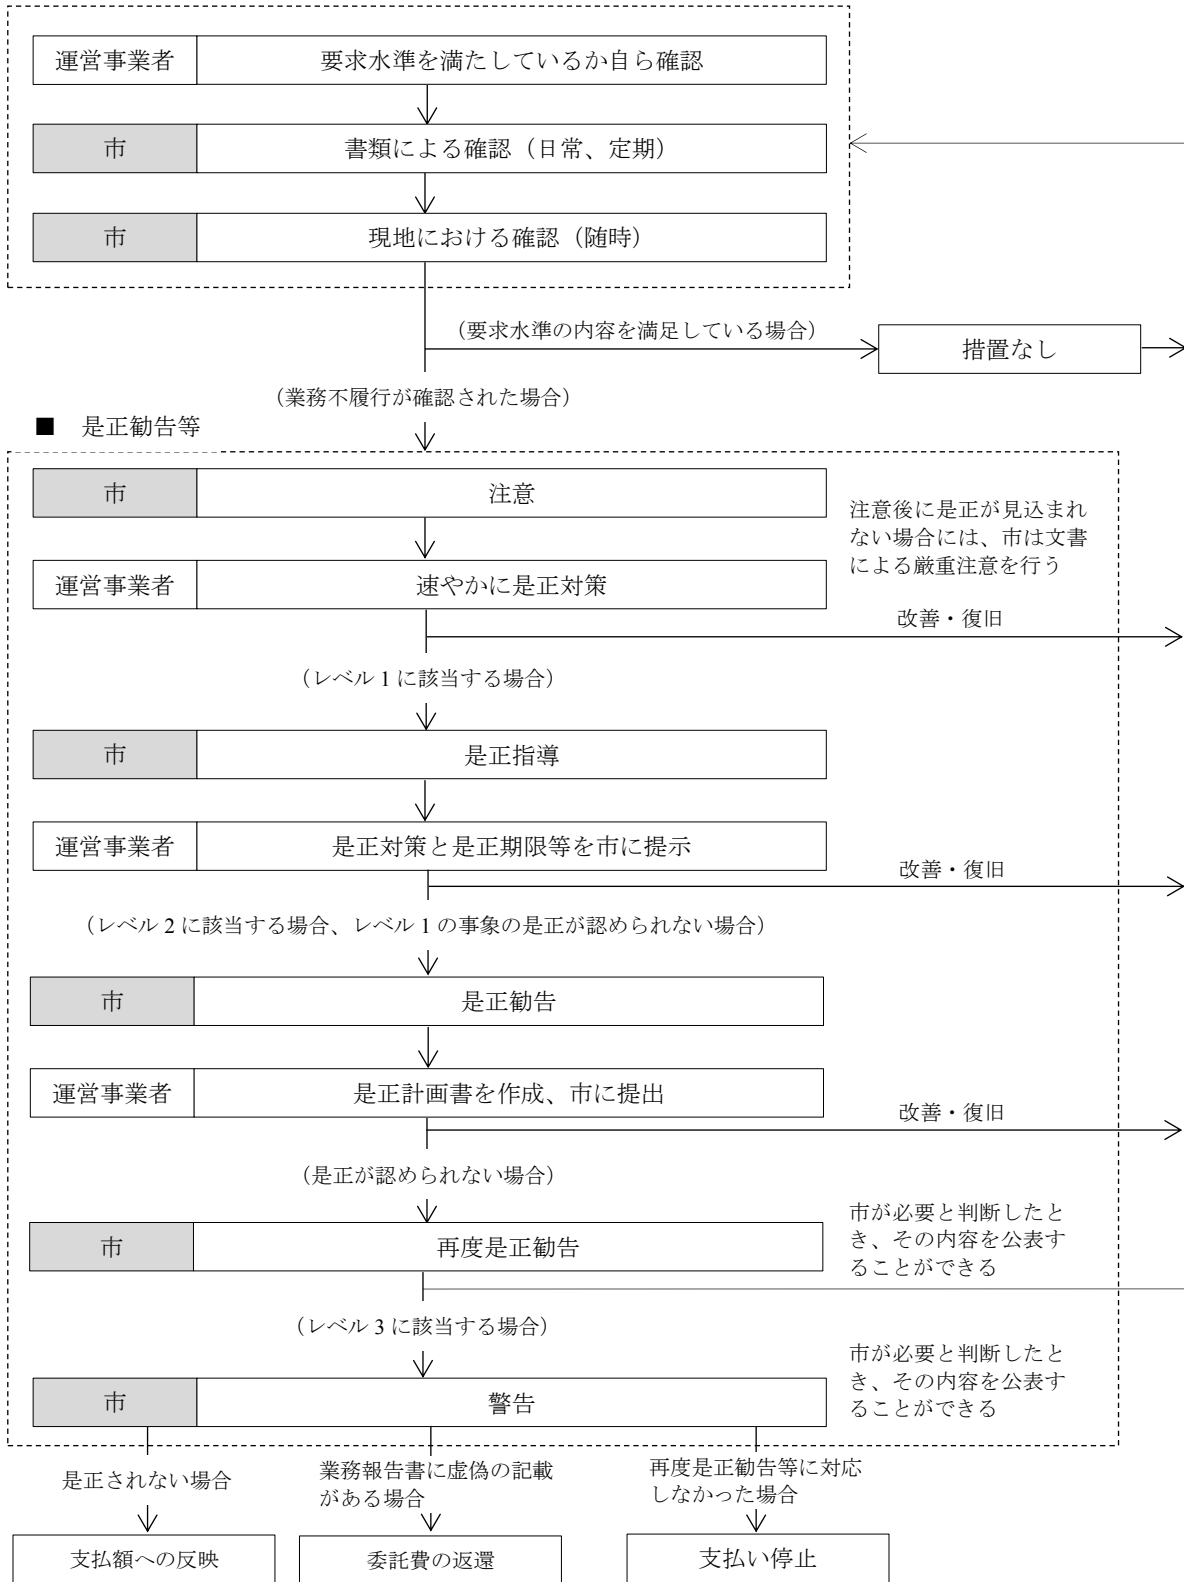 運営事業者 要求水準を満たしているか自ら確認
市 書類による確認（日常、定期）
市 現地における確認（随時）
（要求水準の内容を満足している場合）
措置なし
（業務不履行が確認された場合）
■ 是正勧告等
市 注意
注意後に是正が見込まれ
ない場合には、市は文書
による厳重注意を行う
運営事業者 速やかに是正対策
改善・復旧
（レベル 1 に該当する場合）
市 是正指導
運営事業者 是正対策と是正期限等を市に提示
改善・復旧
（レベル 2 に該当する場合、レベル 1 の事象の是正が認められない場合）
市 是正勧告
運営事業者 是正計画書を作成、市に提出
改善・復旧
（是正が認められない場合）
市 再度是正勧告
市が必要と判断したと
き、その内容を公表す
ることができる
（レベル 3 に該当する場合）
市 警告
市が必要と判断したと
き、その内容を公表す
ることができる
是正されない場合
業務報告書に虚偽の記載
がある場合
再度是正勧告等に対応
しなかった場合
支払額への反映
委託費の返還
支払い停止